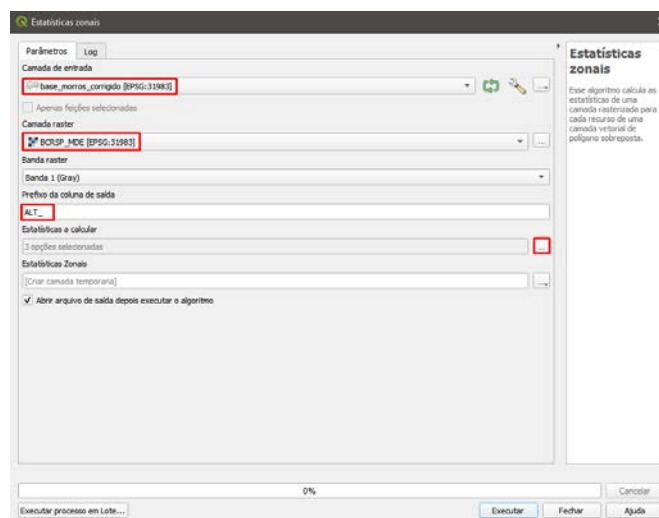 Estatísticas zonais
Parâmetros Log
Camada de entrada
base_morros_corrigido [EPSG:31983]
Apenas feições selecionadas
Camada raster
BCRSP_MDE [EPSG:31983]
Banda raster
Banda 1 (Gray)
Prefixo da coluna de saída
ALT_
Estatísticas a calcular
3 opções selecionadas
...
Estatísticas Zonais
[Criar camada temporária]
Abrir arquivo de saída depois executar o algoritmo
Estatísticas
zonais
Esse algoritmo calcula as
estatísticas de uma
camada rasterizada para
cada recurso de uma
camada vetorial de
polígono sobreposta.
0%
Cancelar
Executar processo em Lote...
Executar
Fechar
Ajuda